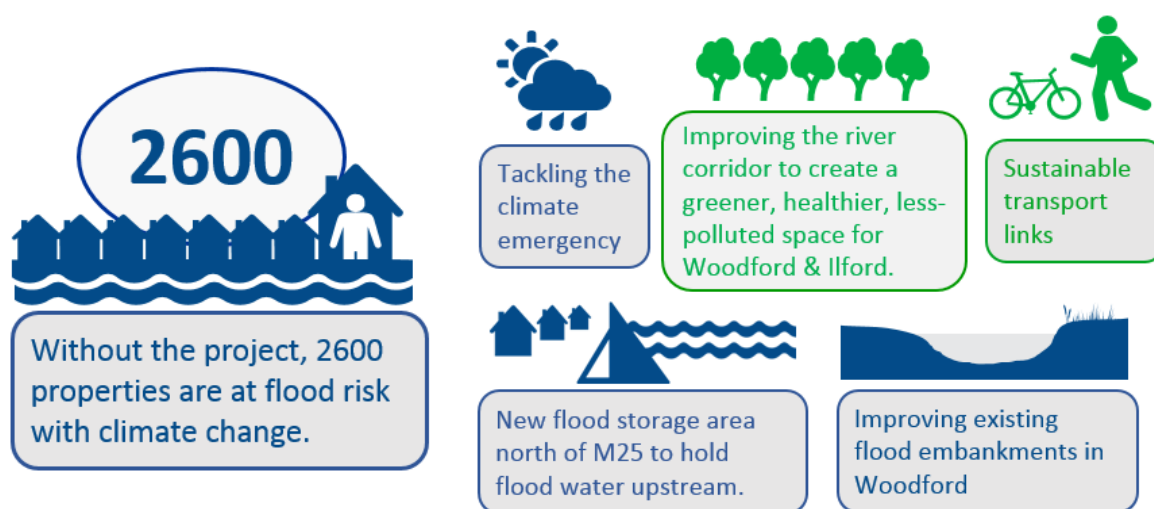 2600
Without the project, 2600
properties are at flood risk
with climate change.
Tackling the
climate
emergency
Improving the river
corridor to create a
greener, healthier, less-
polluted space for
Woodford & Ilford.
Sustainable
transport
links
New flood storage area
north of M25 to hold
flood water upstream.
Improving existing
flood embankments in
Woodford